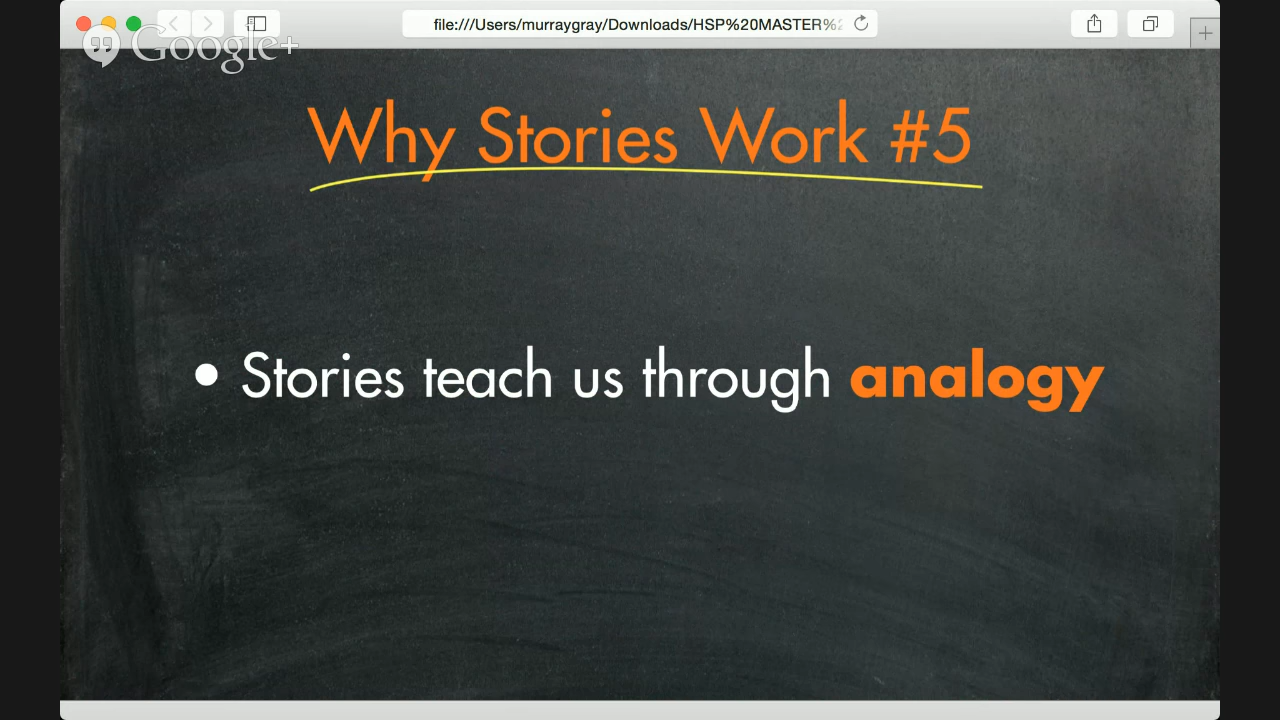 file:///Users/murraygray/Downloads/HSP%20MASTER%2
Google+
Why Stories Work #5
• Stories teach us through analogy